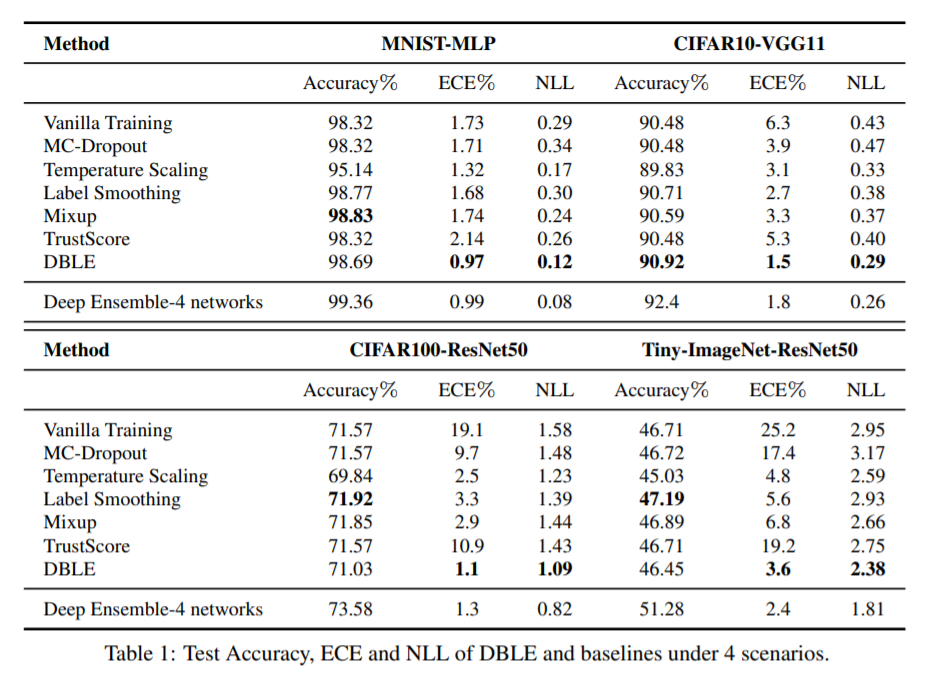 Method MNIST-MLP CIFAR10-VGG11
Accuracy% ECE% NLL Accuracy% ECE% NLL
Vanilla Training 98.32 1.73 0.29 90.48 6.3 0.43
MC-Dropout 98.32 1.71 0.34 90.48 3.9 0.47
Temperature Scaling 95.14 1.32 0.17 89.83 3.1 0.33
Label Smoothing 98.77 1.68 0.30 90.71 2.7 0.38
Mixup 98.83 1.74 0.24 90.59 3.3 0.37
TrustScore 98.32 2.14 0.26 90.48 5.3 0.40
DBLE 98.69 0.97 0.12 90.92 1.5 0.29
Deep Ensemble-4 networks 99.36 0.99 0.08 92.4 1.8 0.26
Method CIFAR100-ResNet50 Tiny-ImageNet-ResNet50
Accuracy% ECE% NLL Accuracy% ECE% NLL
Vanilla Training 71.57 19.1 1.58 46.71 25.2 2.95
MC-Dropout 71.57 9.7 1.48 46.72 17.4 3.17
Temperature Scaling 69.84 2.5 1.23 45.03 4.8 2.59
Label Smoothing 71.92 3.3 1.39 47.19 5.6 2.93
Mixup 71.85 2.9 1.44 46.89 6.8 2.66
TrustScore 71.57 10.9 1.43 46.71 19.2 2.75
DBLE 71.03 1.1 1.09 46.45 3.6 2.38
Deep Ensemble-4 networks 73.58 1.3 0.82 51.28 2.4 1.81
Table 1: Test Accuracy, ECE and NLL of DBLE and baselines under 4 scenarios.